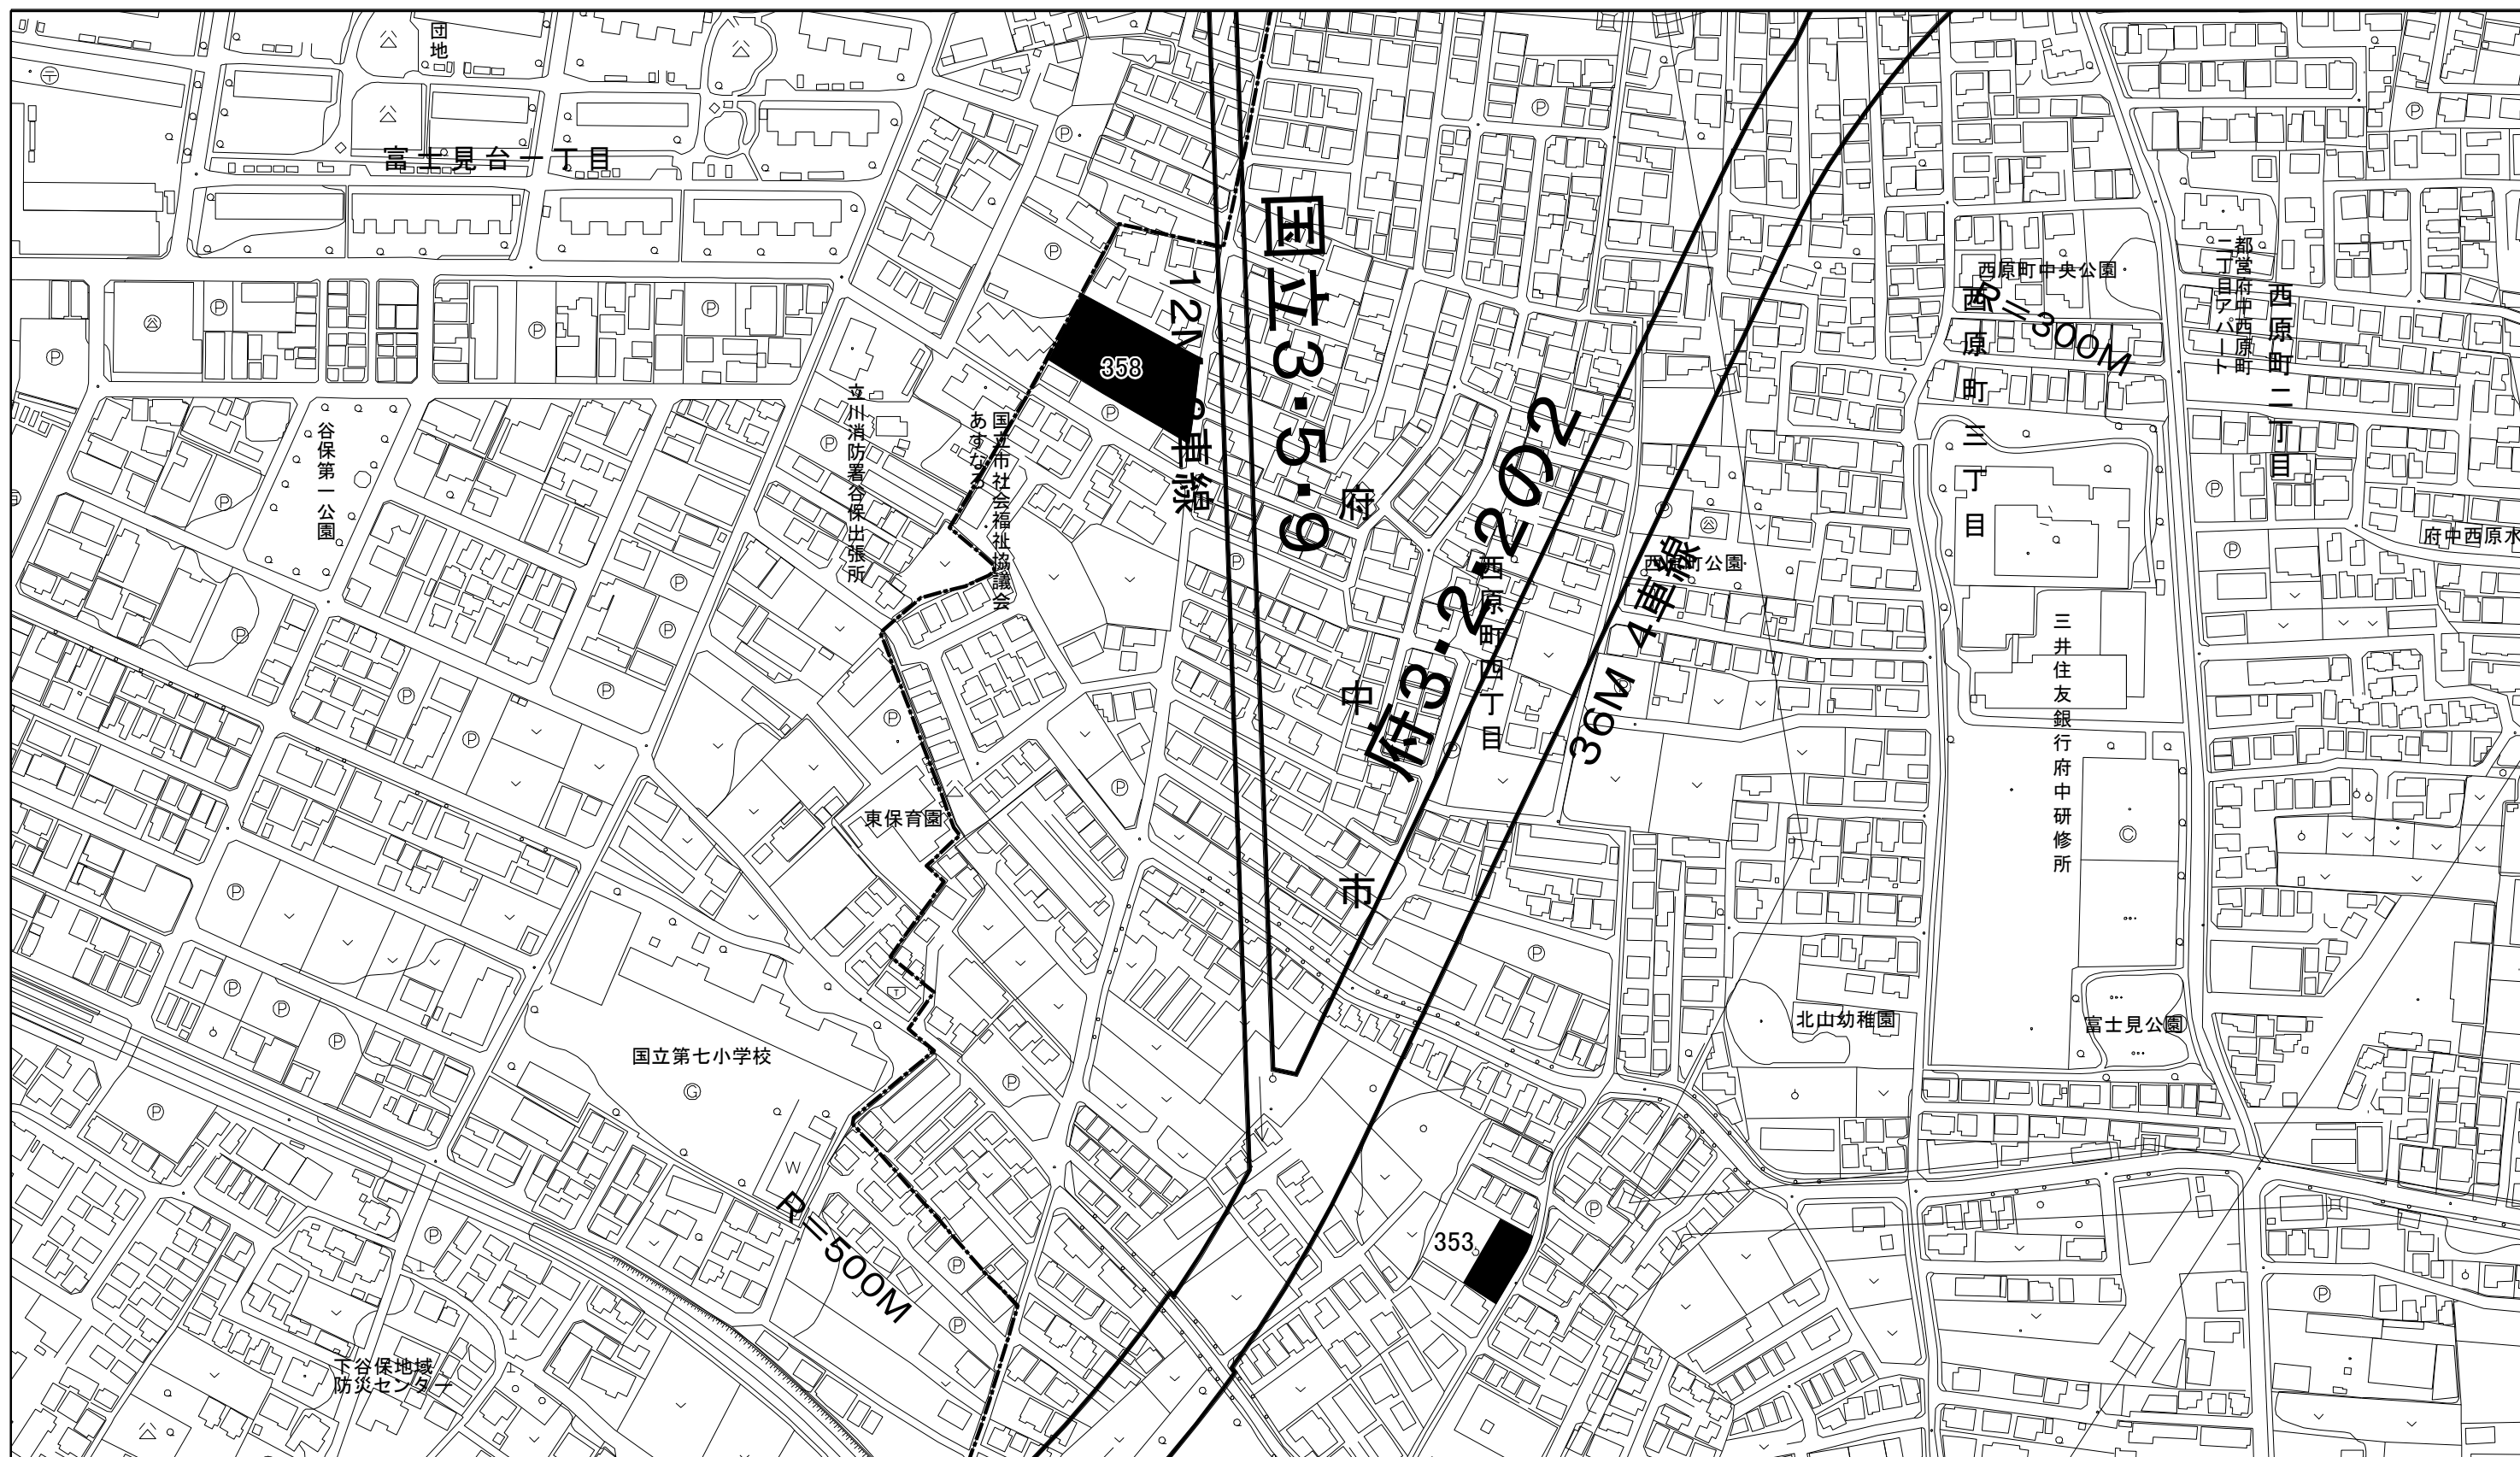 団地
富士見台一丁目
国立3・5・9
12M 2車線
358
府3・2・2の2
36M 4車線
R=300M
西原町中央公園
西原町三丁目
都営府中西原町
二丁目アパート
西原町二丁目
谷保第一公園
立川消防署谷保出張所
国立市社会福祉協議会
あすなろ
府中市
西原町四丁目
西原町公園
府中西原水
三井住友銀行府中研修所
東保育園
国立第七小学校
北山幼稚園
富士見公園
R=500M
353
下谷保地域
防災センター